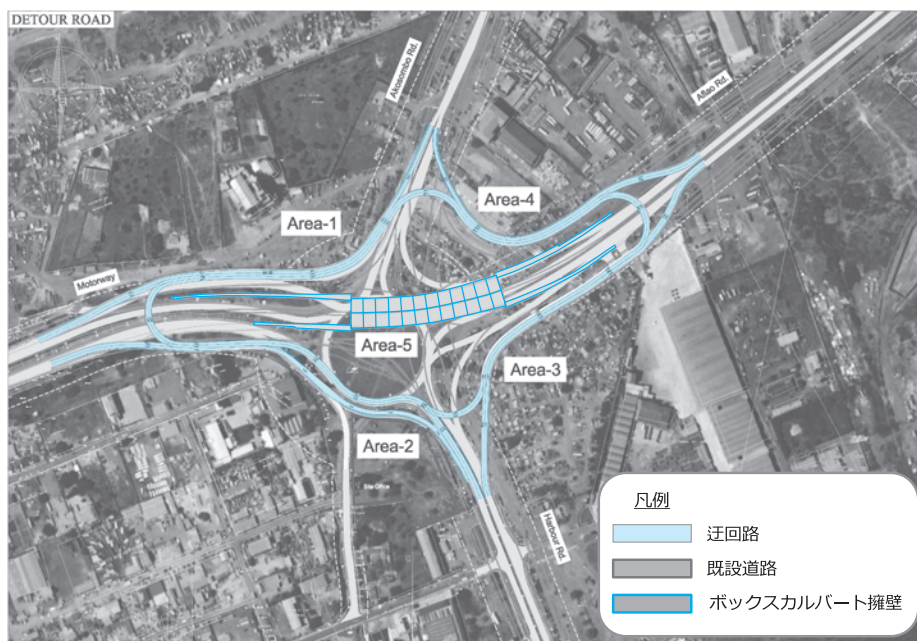 DETOUR ROAD
Akosombo Rd.
Aflao Rd.
Area-1
Area-4
Motorway
Area-5
Area-3
Area-2
Site Office
Harbour Rd.
凡例
迂回路
既設道路
ボックスカルバート擁壁